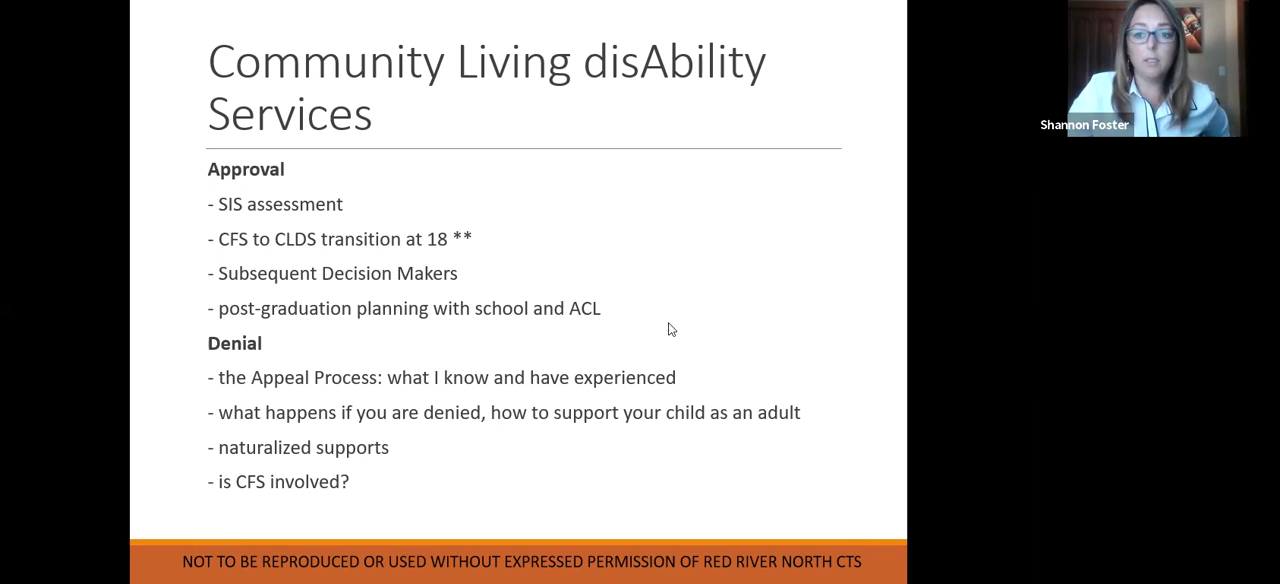 Community Living disAbility
Services
Approval
- SIS assessment
- CFS to CLDS transition at 18 **
- Subsequent Decision Makers
- post-graduation planning with school and ACL
Denial
- the Appeal Process: what I know and have experienced
- what happens if you are denied, how to support your child as an adult
- naturalized supports
- is CFS involved?
NOT TO BE REPRODUCED OR USED WITHOUT EXPRESSED PERMISSION OF RED RIVER NORTH CTS
Shannon Foster